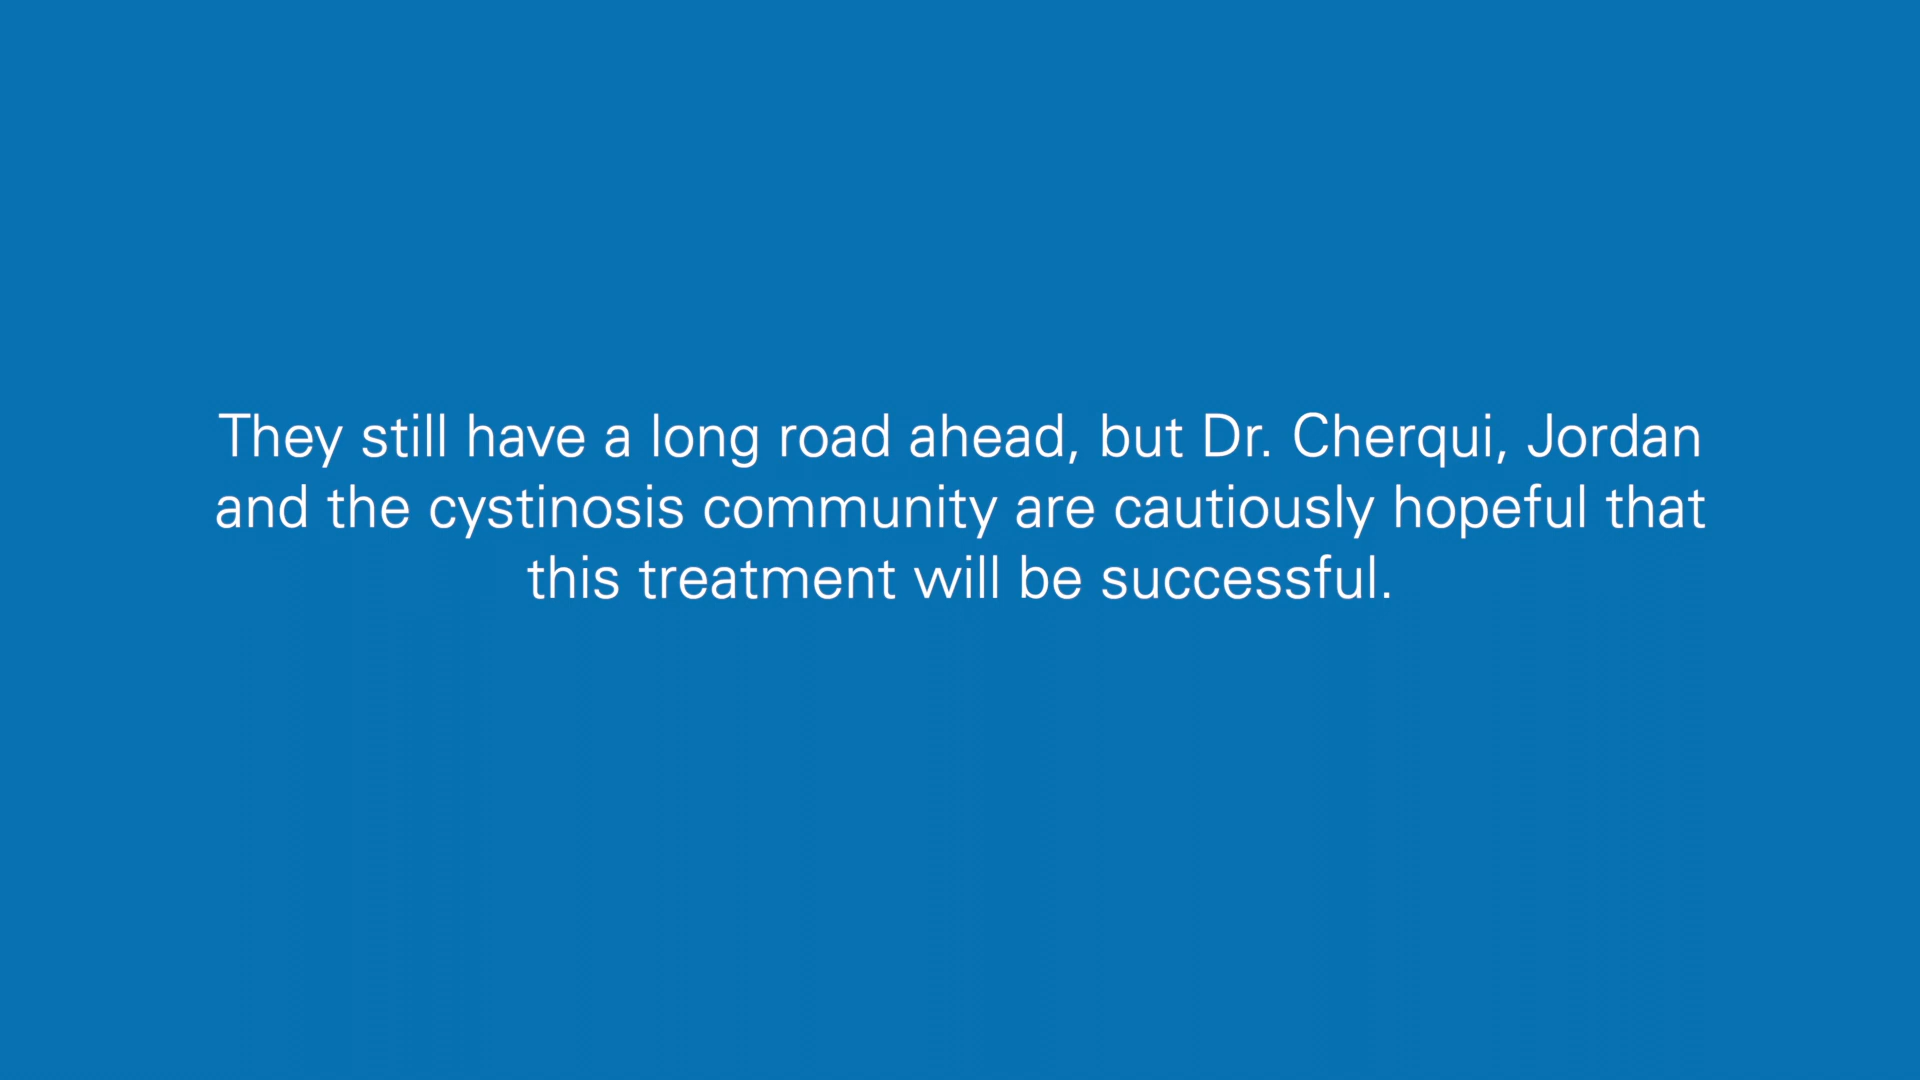 They still have a long road ahead, but Dr. Cherqui, Jordan
and the cystinosis community are cautiously hopeful that
this treatment will be successful.